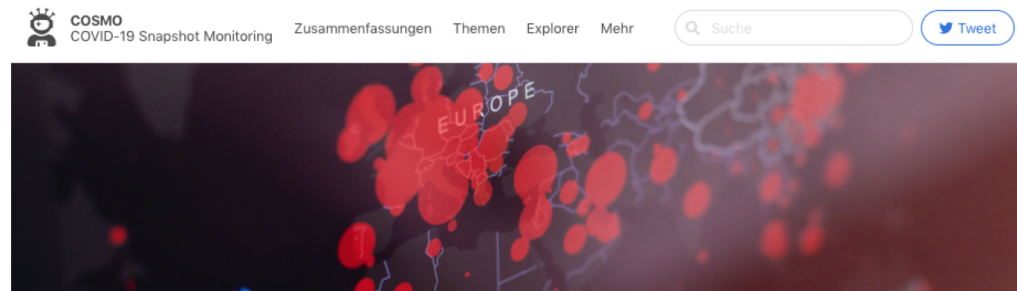 COSMO
COVID-19 Snapshot Monitoring
Zusammenfassungen Themen Explorer Mehr Suche Tweet
EUROPE